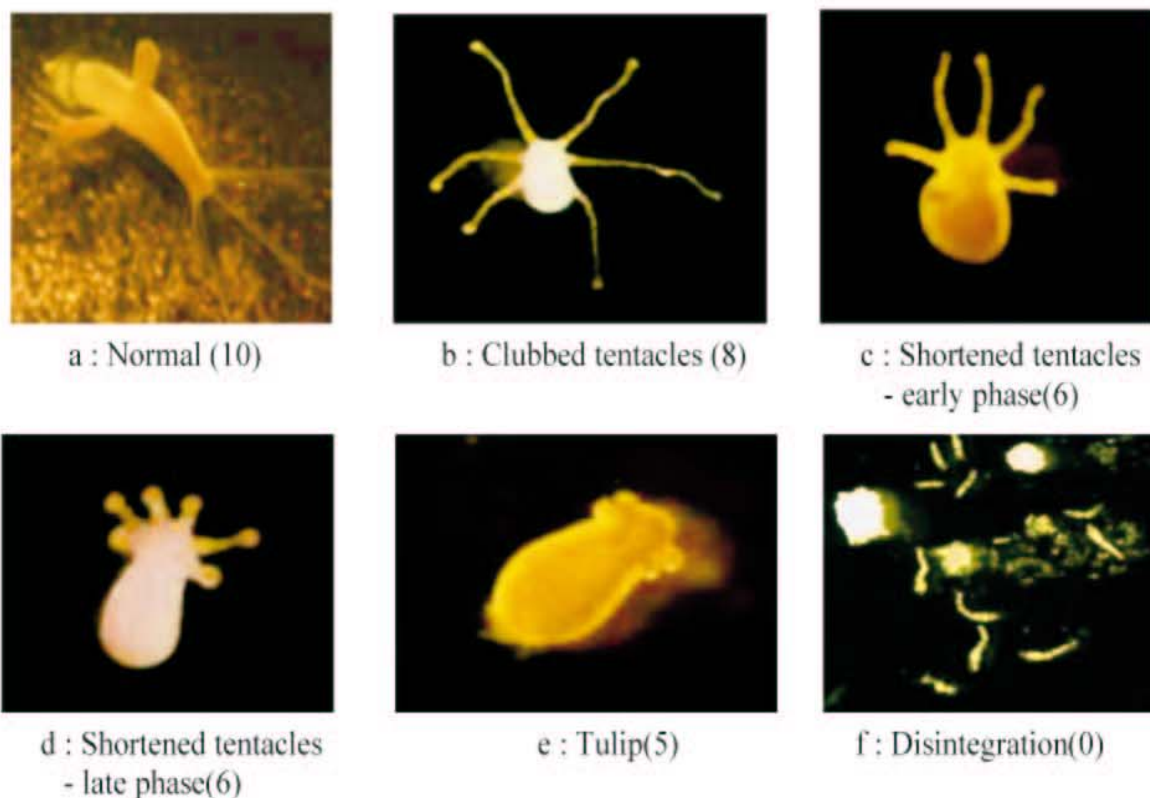 a : Normal (10)
b : Clubbed tentacles (8)
c : Shortened tentacles
- early phase(6)
d : Shortened tentacles
- late phase(6)
e : Tulip(5)
f : Disintegration(0)